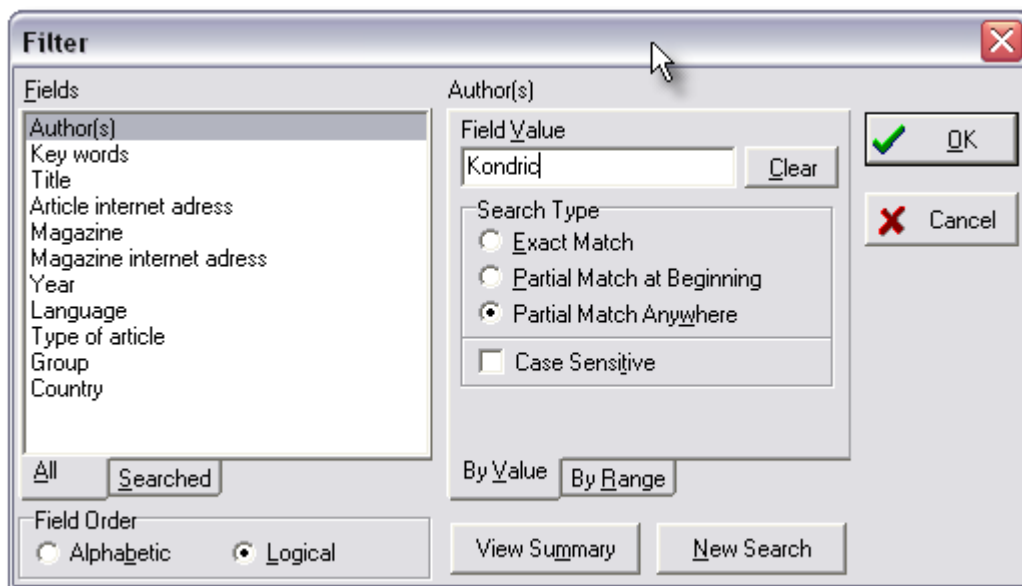 Filter
Fields
Author(s)
Key words
Title
Article internet adress
Magazine
Magazine internet adress
Year
Language
Type of article
Group
Country
All
Searched
Field Order
Alphabetic
Logical
Author(s)
Field Value
Kondric
Clear
Search Type
Exact Match
Partial Match at Beginning
Partial Match Anywhere
Case Sensitive
By Value
By Range
View Summary
New Search
OK
Cancel